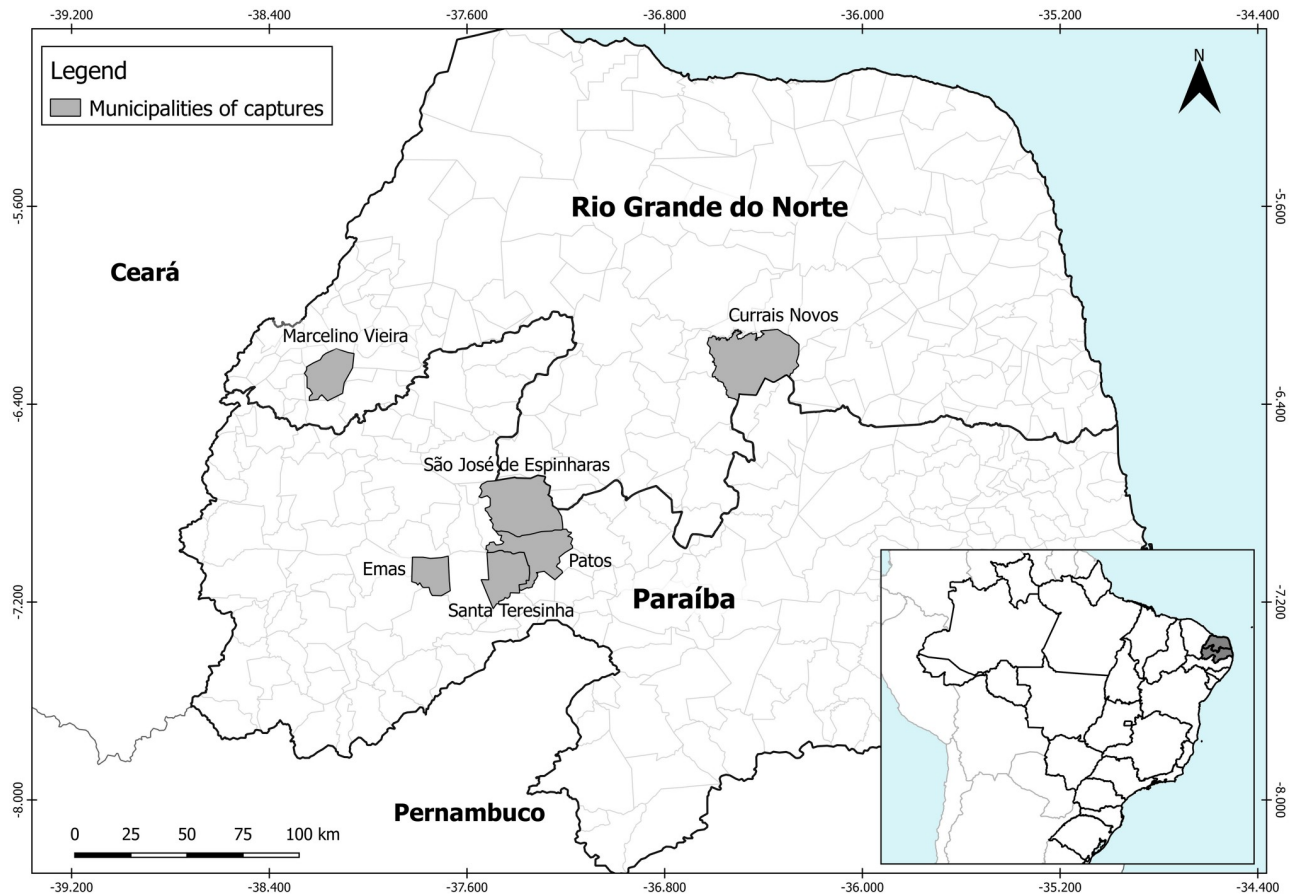 -39.200 -38.400 -37.600 -36.800 -36.000 -35.200 -34.400
Legend
Municipalities of captures
N
-5.600 -5.600
Rio Grande do Norte
Ceará
Currais Novos
Marcelino Vieira
-6.400 -6.400
São José de Espinharas
Patos
Emas
Santa Teresinha
Paraíba
-7.200 -7.200
-8.000 -8.000
Pernambuco
0 25 50 75 100 km
-39.200 -38.400 -37.600 -36.800 -36.000 -35.200 -34.400